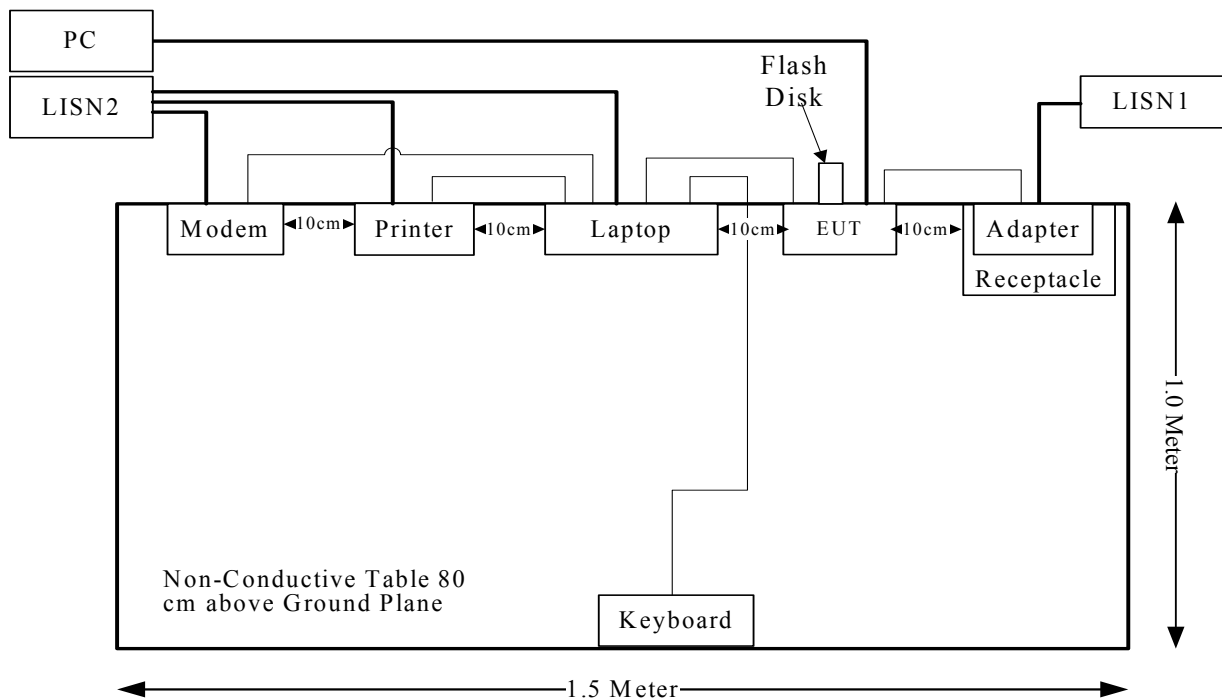 PC
LISN2
Flash
Disk
LISN1
Modem
10cm
Printer
10cm
Laptop
10cm
EUT
10cm
Adapter
Receptacle
1.0 Meter
Non-Conductive Table 80
cm above Ground Plane
Keyboard
1.5 Meter